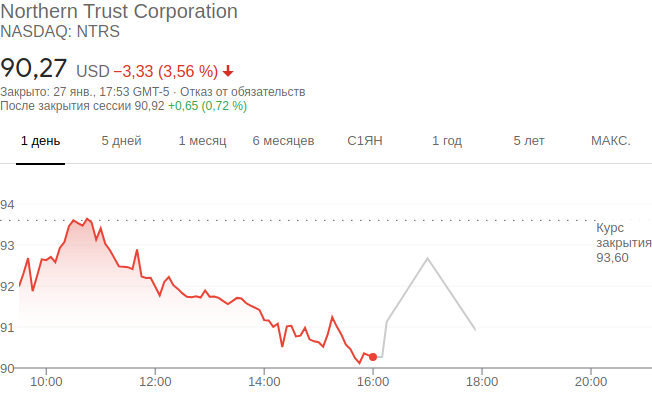 Northern Trust Corporation
NASDAQ: NTRS
90,27 USD −3,33 (3,56 %)
Закрыто: 27 янв., 17:53 GMT-5 · Отказ от обязательств
После закрытия сессии 90,92 +0,65 (0,72 %)
1 день 5 дней 1 месяц 6 месяцев С1ЯН 1 год 5 лет МАКС.
94
Курс
закрытия
93,60
93
92
91
90
10:00 12:00 14:00 16:00 18:00 20:00